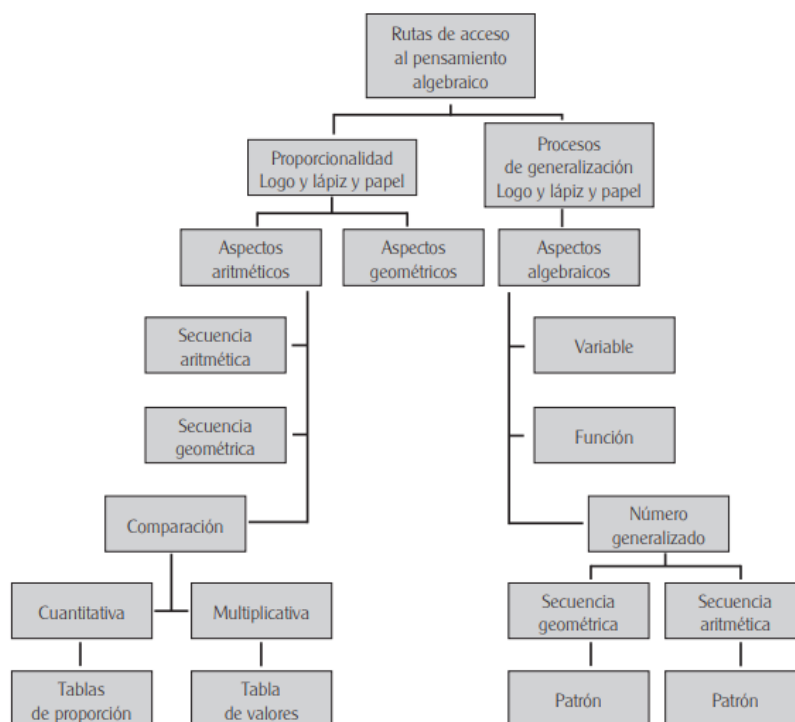 Rutas de acceso
al pensamiento
algebraico
Proporcionalidad
Logo y lápiz y papel
Procesos
de generalización
Logo y lápiz y papel
Aspectos
aritméticos
Aspectos
geométricos
Aspectos
algebraicos
Secuencia
aritmética
Variable
Secuencia
geométrica
Función
Comparación
Número
generalizado
Cuantitativa
Multiplicativa
Secuencia
geométrica
Secuencia
aritmética
Tablas
de proporción
Tabla
de valores
Patrón
Patrón